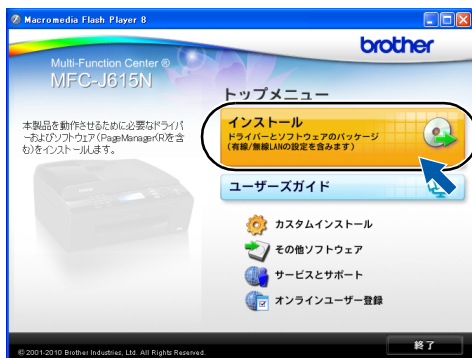 Macromedia Flash Player 8
brother
Multi-Function Center ®
MFC-J615N
トップメニュー
本製品を動作させるために必要なドライバ
ーおよびソフトウェア(PageManager(Rを含
む)をインストールします。
インストール
ドライバーとソフトウェアのパッケージ
(有線/無線LANの設定を含みます)
ユーザーズガイド
カスタムインストール
その他ソフトウェア
サービスとサポート
オンラインユーザー登録
© 2001-2010 Brother Industries, Ltd. All Rights Reserved.
終了